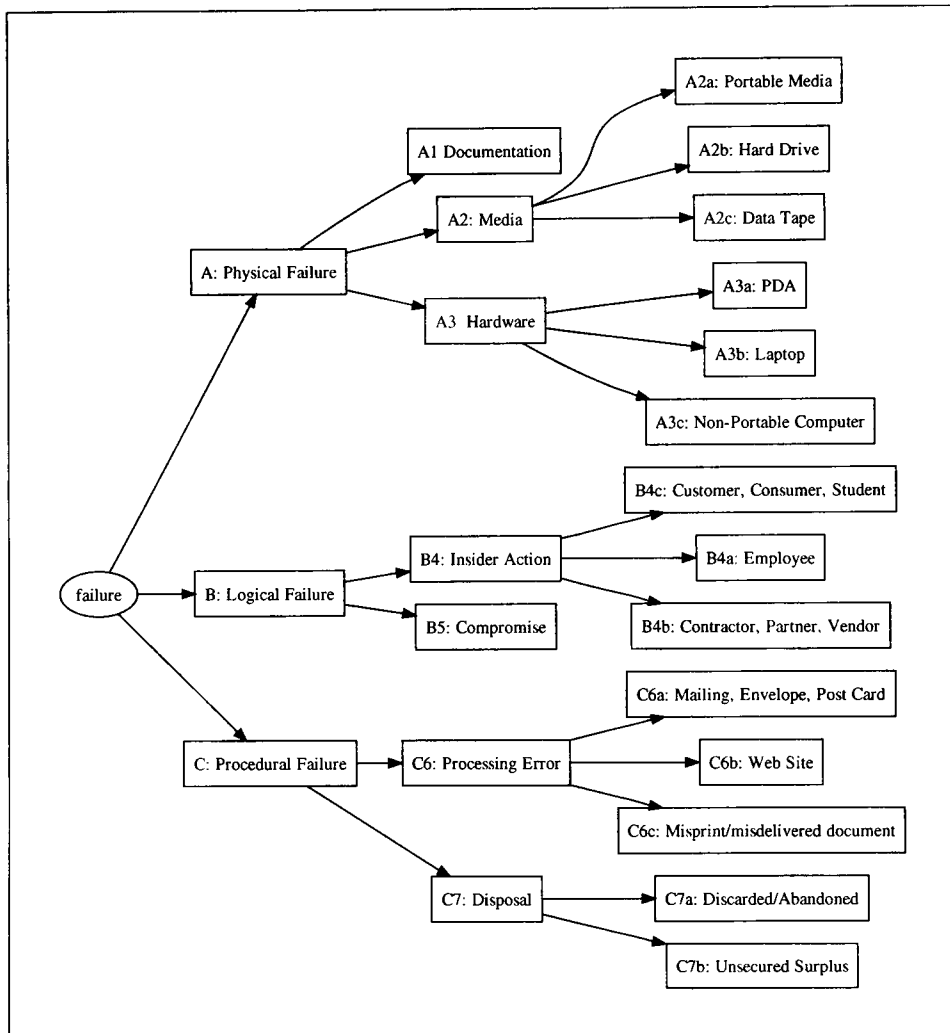 A2a: Portable Media
A1 Documentation
A2b: Hard Drive
A2: Media
A2c: Data Tape
A: Physical Failure
A3a: PDA
A3 Hardware
A3b: Laptop
A3c: Non-Portable Computer
B4c: Customer, Consumer, Student
B4: Insider Action
B4a: Employee
failure
B: Logical Failure
B5: Compromise
B4b: Contractor, Partner, Vendor
C6a: Mailing, Envelope, Post Card
C: Procedural Failure
C6: Processing Error
C6b: Web Site
C6c: Misprint/misdelivered document
C7: Disposal
C7a: Discarded/Abandoned
C7b: Unsecured Surplus